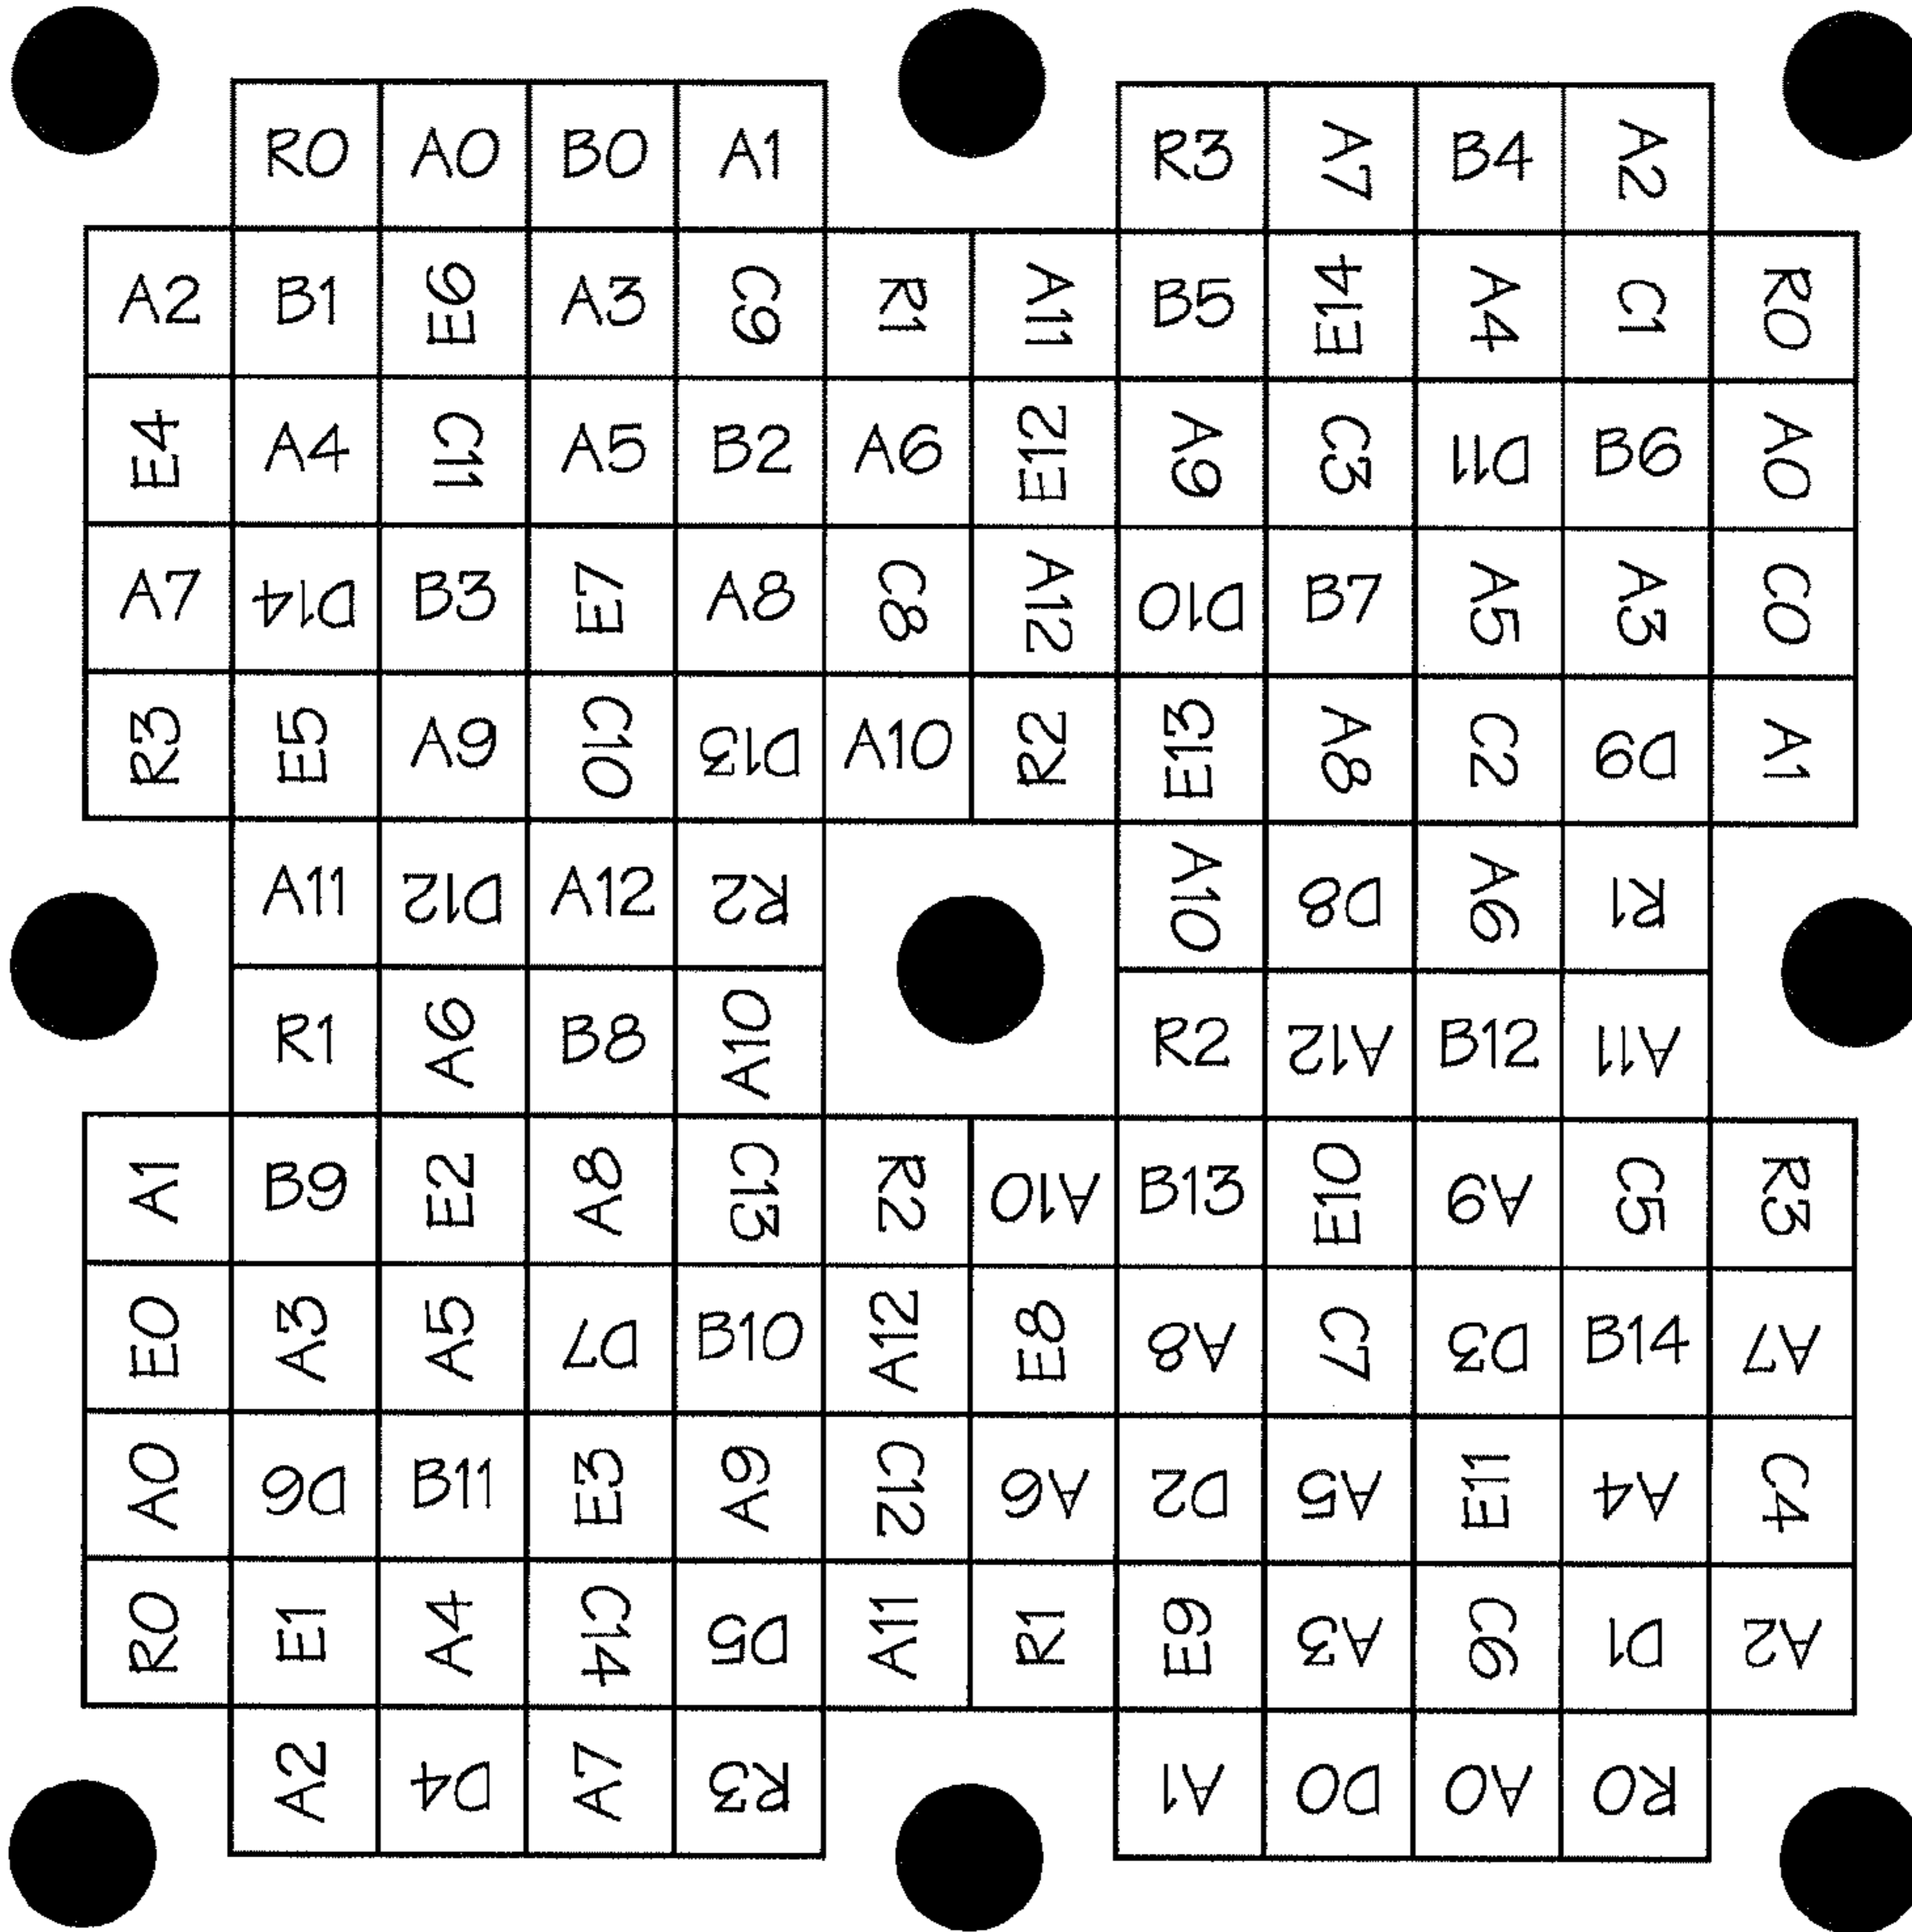 R0 A0 B0 A1 R3 A7 B4 A2
A2 B1 E6 A3 C9 R1 A11 B5 E14 A4 C1 R0
E4 A4 C11 A5 B2 A6 E12 A9 C3 D11 B6 A0
A7 D14 B3 E7 A8 C8 A12 D10 B7 A5 A3 C0
R3 E5 A9 C10 D13 A10 R2 E13 A8 C2 D9 A1
A11 D12 A12 R2 A10 D8 A6 R1
R1 A6 B8 A10 R2 A12 B12 A11
A1 B9 E2 A8 C13 R2 A10 B13 E10 A9 C5 R3
E0 A3 A5 D7 B10 A12 E8 A8 C7 D3 B14 A7
A0 D6 B11 E3 A9 C12 A6 D2 A5 E11 A4 C4
R0 E1 A4 C14 D5 A11 R1 E9 A3 C6 D1 A2
A2 D4 A7 R3 A1 D0 A0 R0